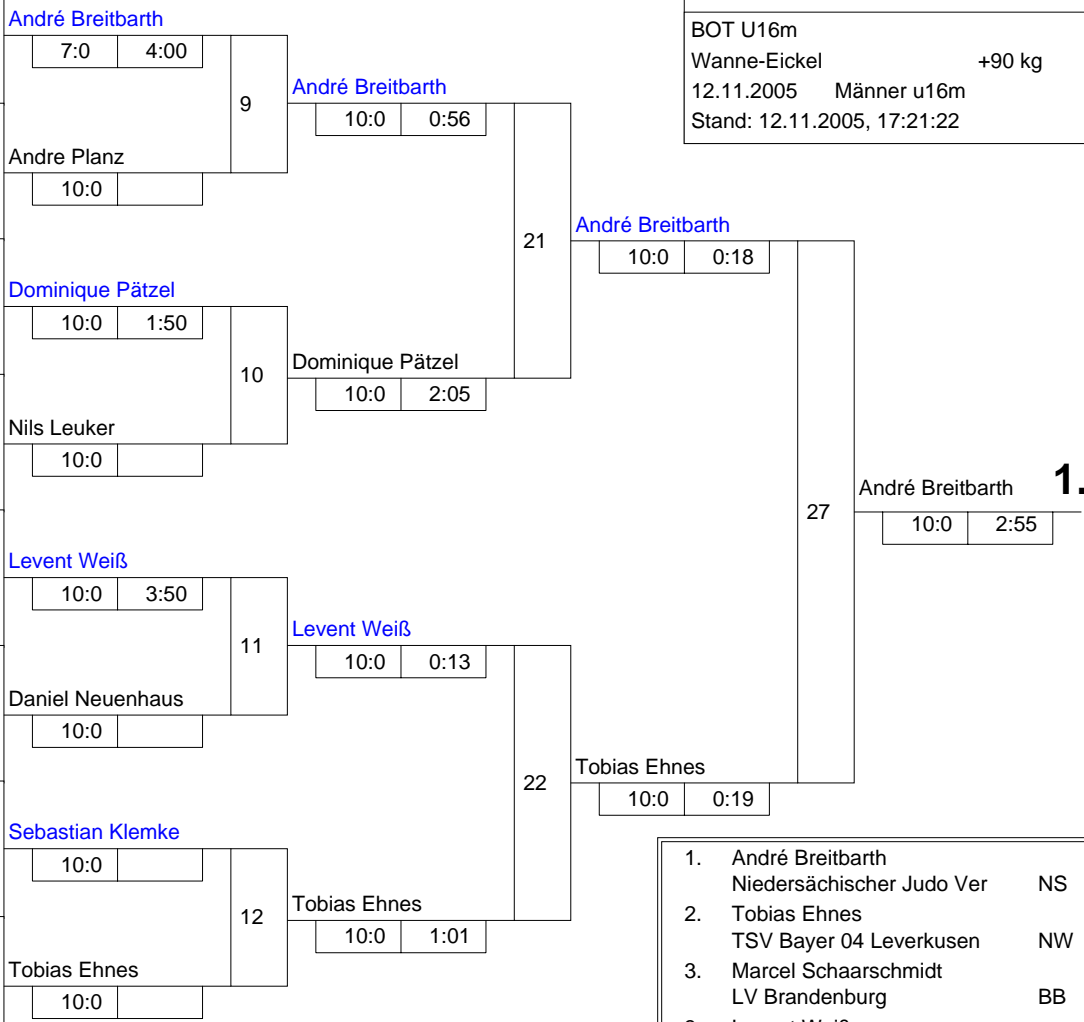 André Breitbarth
7:0 4:00
9
Andre Planz
10:0
Dominique Pätzel
10:0 1:50
10
Nils Leuker
10:0
Levent Weiß
10:0 3:50
11
Daniel Neuenhaus
10:0
Sebastian Klemke
10:0
12
Tobias Ehnes
10:0
André Breitbarth
10:0 0:56
21
Dominique Pätzel
10:0 2:05
Levent Weiß
10:0 0:13
22
Tobias Ehnes
10:0 1:01
André Breitbarth
10:0 0:18
27
Tobias Ehnes
10:0 0:19
André Breitbarth 1.
10:0 2:55
BOT U16m
Wanne-Eickel +90 kg
12.11.2005 Männer u16m
Stand: 12.11.2005, 17:21:22
1. André Breitbarth
Niedersächischer Judo Ver NS
2. Tobias Ehnes
TSV Bayer 04 Leverkusen NW
3. Marcel Schaarschmidt
LV Brandenburg BB